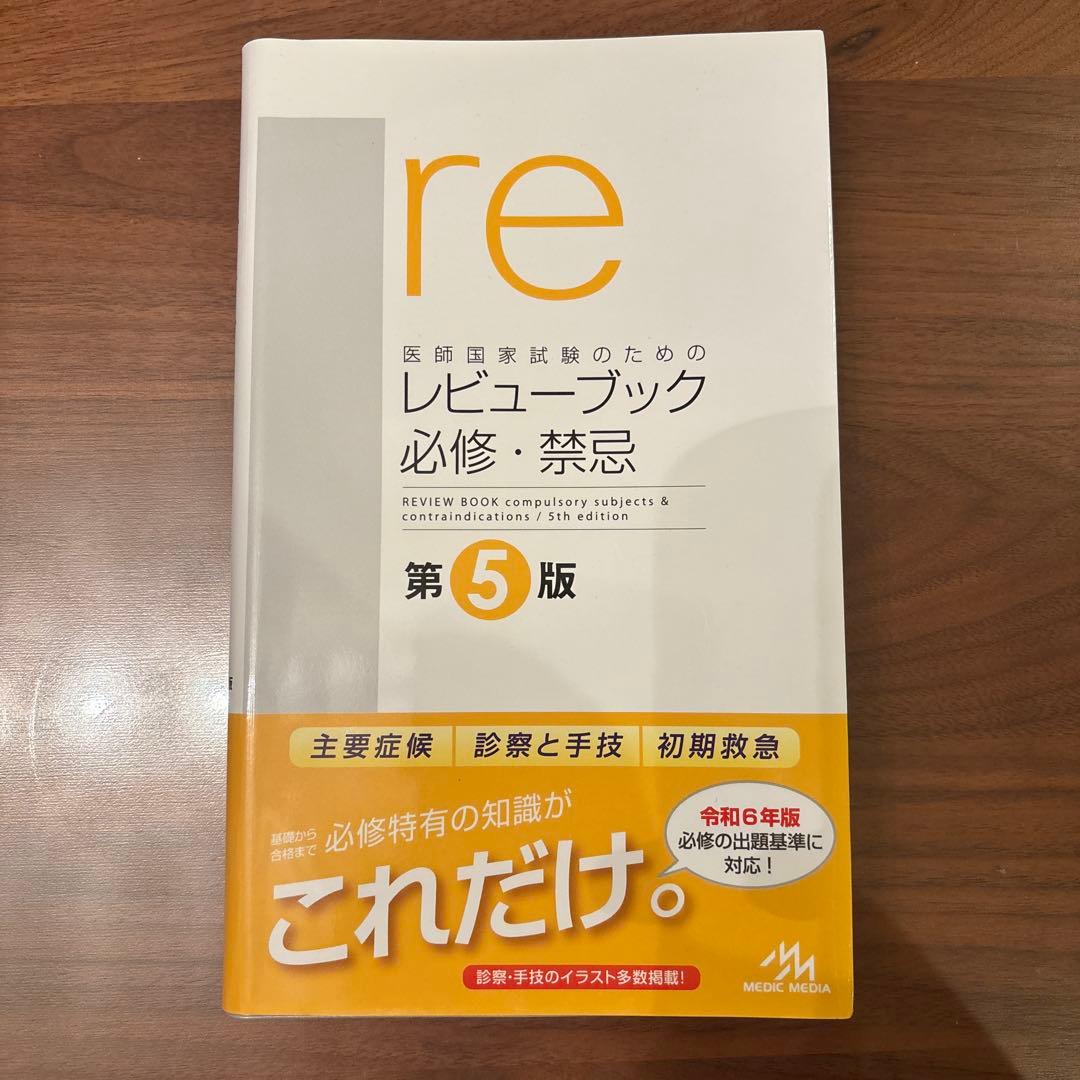 re
医師国家試験のための
レビューブック
必修・禁忌
REVIEW BOOK compulsory subjects &
contraindications / 5th edition
第5版
版
主要症候 診察と手技 初期救急
基礎から
合格まで
必修特有の知識が
これだけ。
令和6年版
必修の出題基準に
対応！
診察・手技のイラスト多数掲載！
MEDIC MEDIA